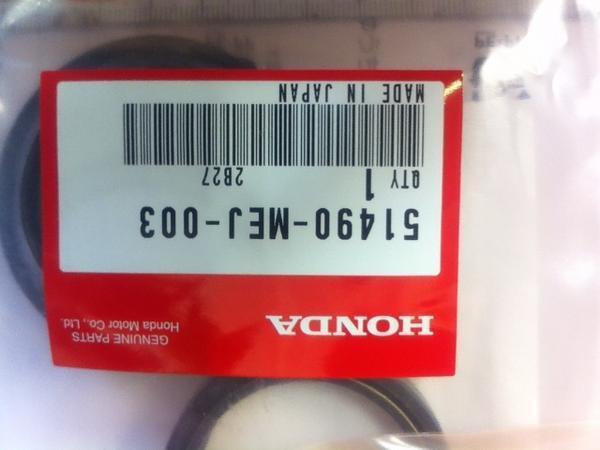 HONDA
GENUINE PARTS
Honda Motor Co., Ltd.
51490-MEJ-003
QTY 1 2B27
MADE IN JAPAN